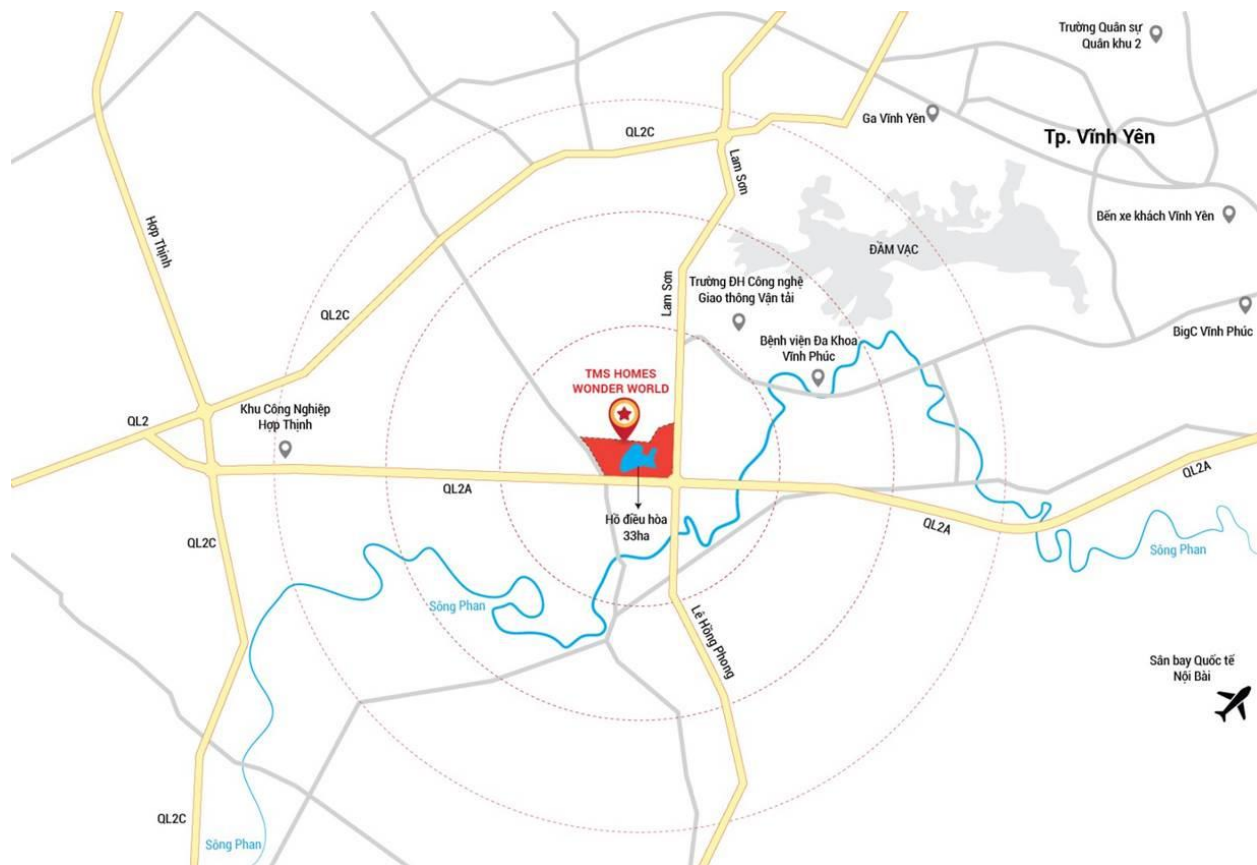 Trường Quân sự
Quân khu 2
Ga Vĩnh Yên
QL2C
Tp. Vĩnh Yên
Lam Sơn
Bến xe khách Vĩnh Yên
Hợp Thịnh
ĐẦM VẠC
Trường ĐH Công nghệ
Giao thông Vận tải
Lam Sơn
QL2C
BigC Vĩnh Phúc
Bệnh viện Đa Khoa
Vĩnh Phúc
TMS HOMES
WONDER WORLD
Khu Công Nghiệp
Hợp Thịnh
QL2
QL2A
QL2A
Hồ điều hòa
33ha
QL2A
QL2C
Sông Phan
Sông Phan
Lê Hồng Phong
Sân bay Quốc tế
Nội Bài
QL2C
Sông Phan